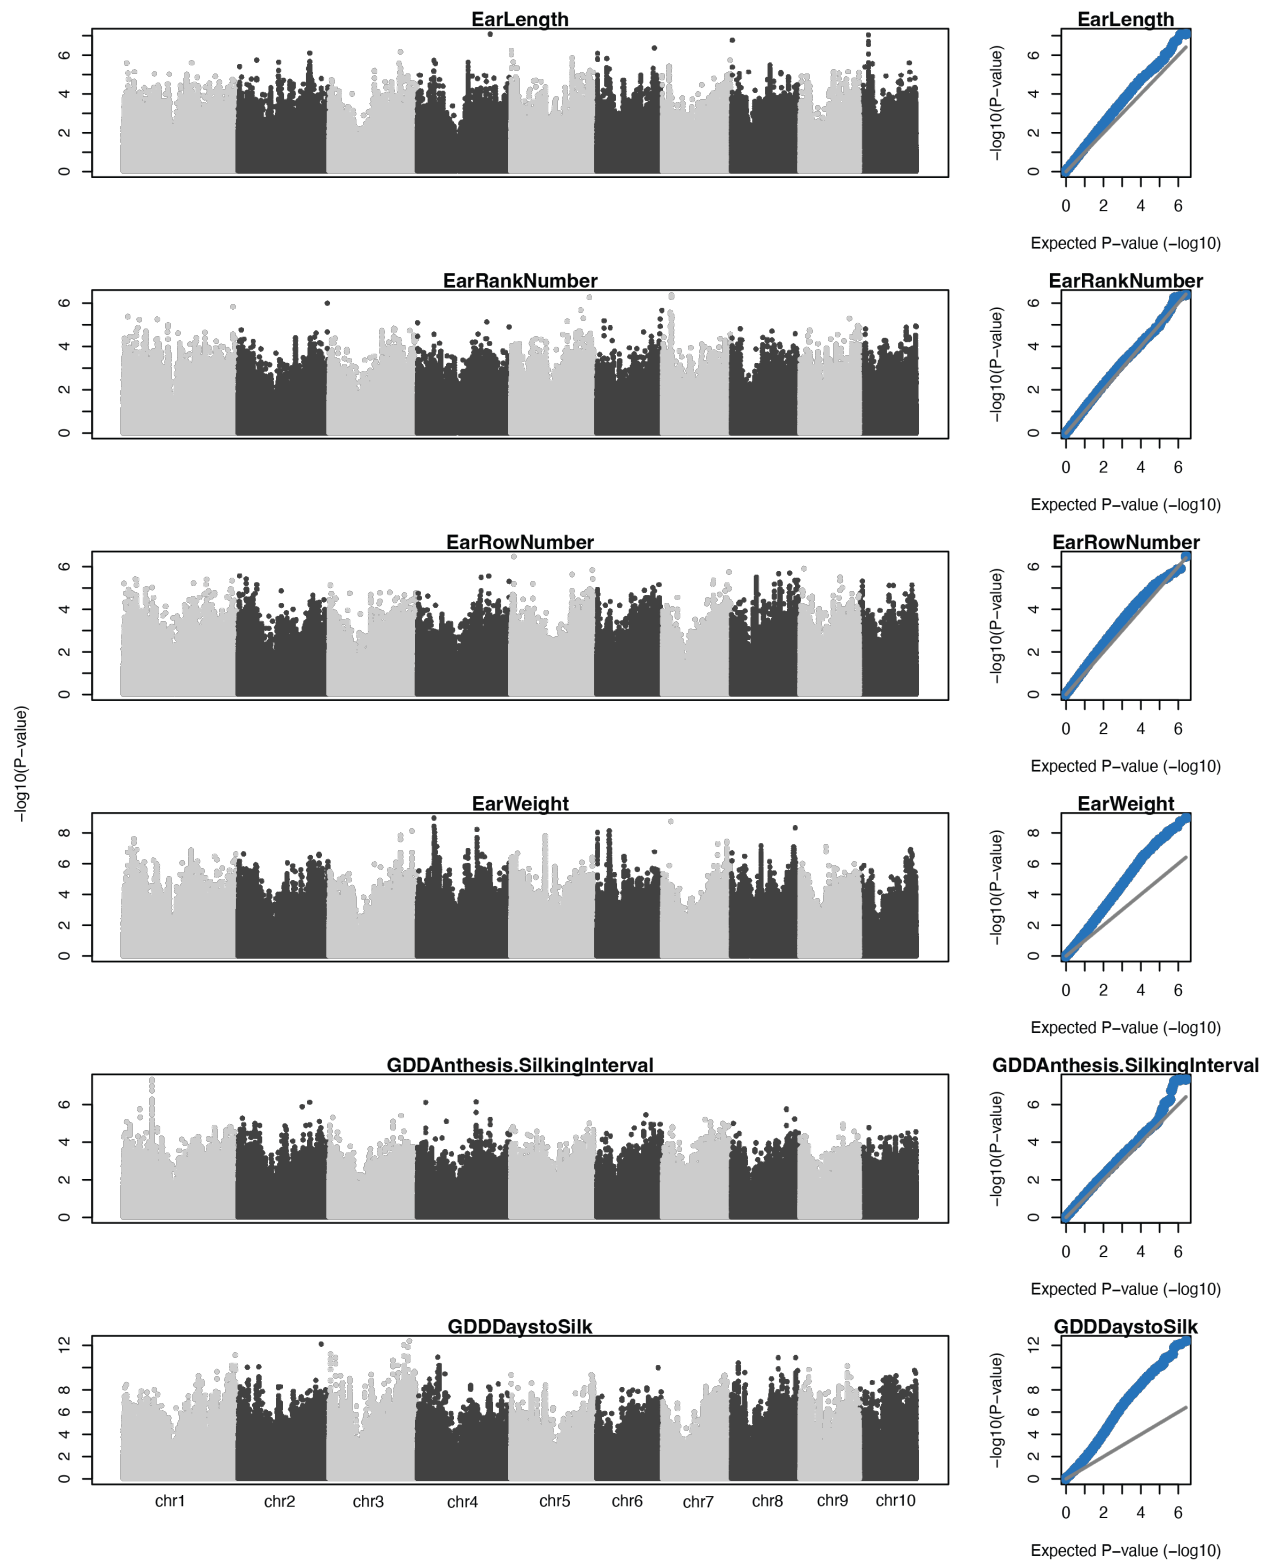 EarLength
EarLength
0 2 4 6
0 2 4 6
−log10(P−value)
0 2 4 6
Expected P−value (−log10)
EarRankNumber
EarRankNumber
0 2 4 6
0 2 4 6
−log10(P−value)
0 2 4 6
Expected P−value (−log10)
EarRowNumber
EarRowNumber
0 2 4 6
0 2 4 6
−log10(P−value)
0 2 4 6
Expected P−value (−log10)
−log10(P−value)
EarWeight
EarWeight
0 2 4 6 8
0 2 4 6 8
−log10(P−value)
0 2 4 6
Expected P−value (−log10)
GDDAnthesis.SilkingInterval
GDDAnthesis.SilkingInterval
0 2 4 6
0 2 4 6
−log10(P−value)
0 2 4 6
Expected P−value (−log10)
GDDDaystoSilk
GDDDaystoSilk
0 2 4 6 8 12
0 2 4 6 8 12
−log10(P−value)
chr1 chr2 chr3 chr4 chr5 chr6 chr7 chr8 chr9 chr10
0 2 4 6
Expected P−value (−log10)